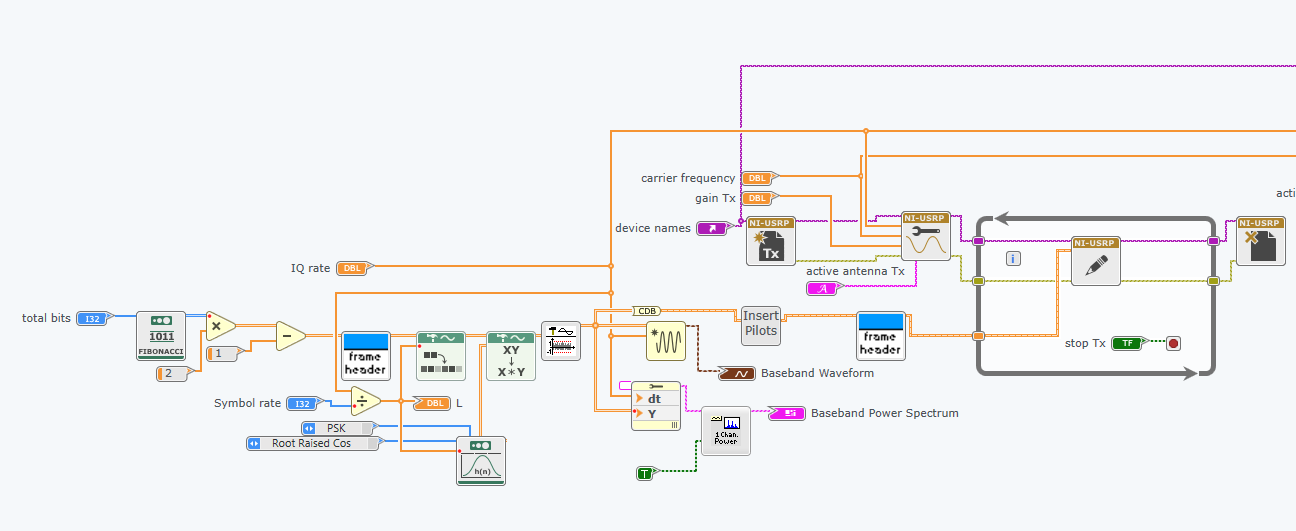 carrier frequency
DBL
gain Tx
DBL
device names
NI-USRP
Tx
NI-USRP
acti
NI-USRP
NI-USRP
i
IQ rate
DBL
active antenna Tx
total bits
I32
1011
FIBONACCI
×
1
2
−
frame
header
XY
X*Y
CDB
Insert
Pilots
frame
header
stop Tx
TF
Baseband Waveform
Symbol rate
I32
÷
DBL
L
dt
Y
Baseband Power Spectrum
1 Chan.
Power
PSK
Root Raised Cos
h(n)
T